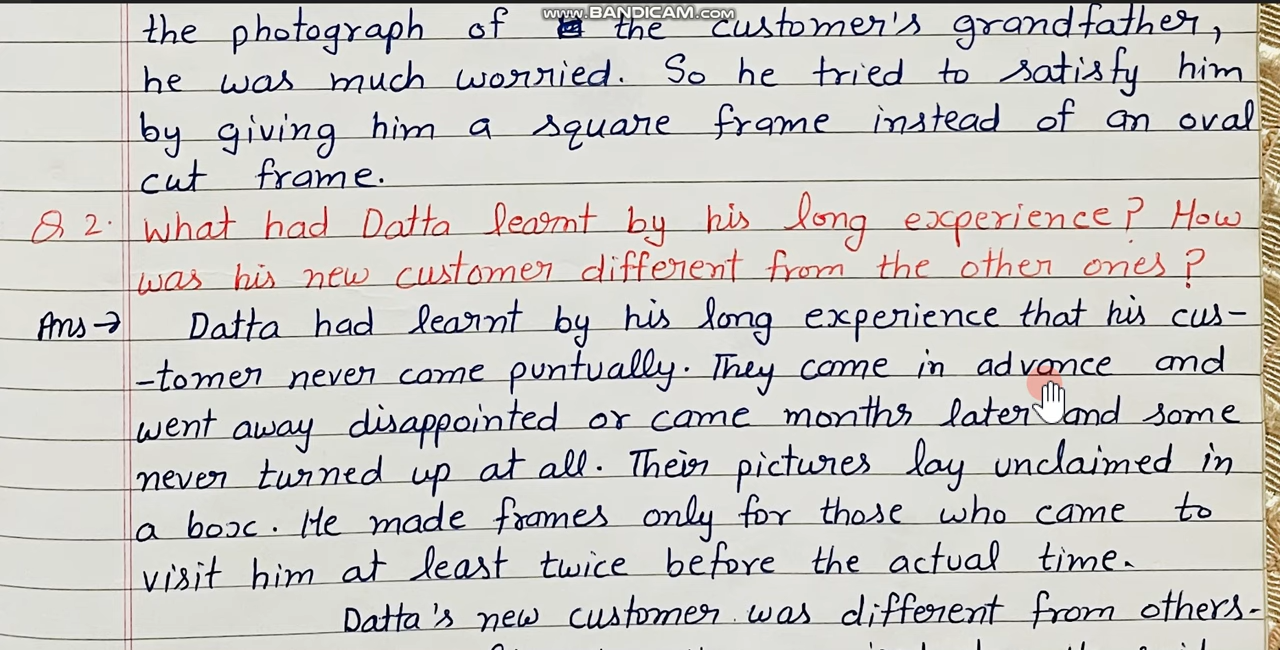 WWW.BANDICAM.COM
the photograph of the customer's grandfather,
he was much worried. So he tried to satisfy him
by giving him a square frame instead of an oval
cut frame.
Q 2. What had Datta learnt by his long experience? How
was his new customer different from the other ones?
Ans → Datta had learnt by his long experience that his cus-
-tomer never came puntually. They came in advance and
went away disappointed or came months later and some
never turned up at all. Their pictures lay unclaimed in
a box. He made frames only for those who came to
visit him at least twice before the actual time.
Datta's new customer was different from others-